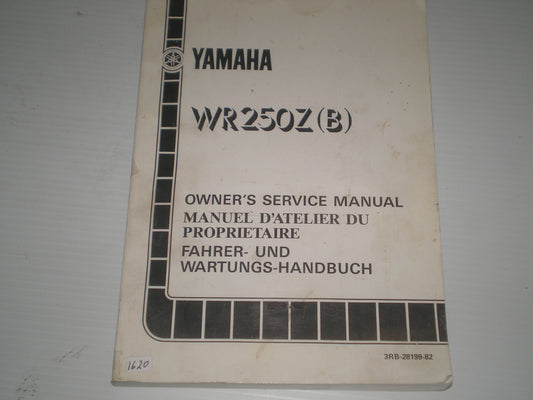 YAMAHA
WR250Z(B)
OWNER'S SERVICE MANUAL
MANUEL D'ATELIER DU
PROPRIETAIRE
FAHRER- UND
WARTUNGS-HANDBUCH
3RB-28199-82
1620